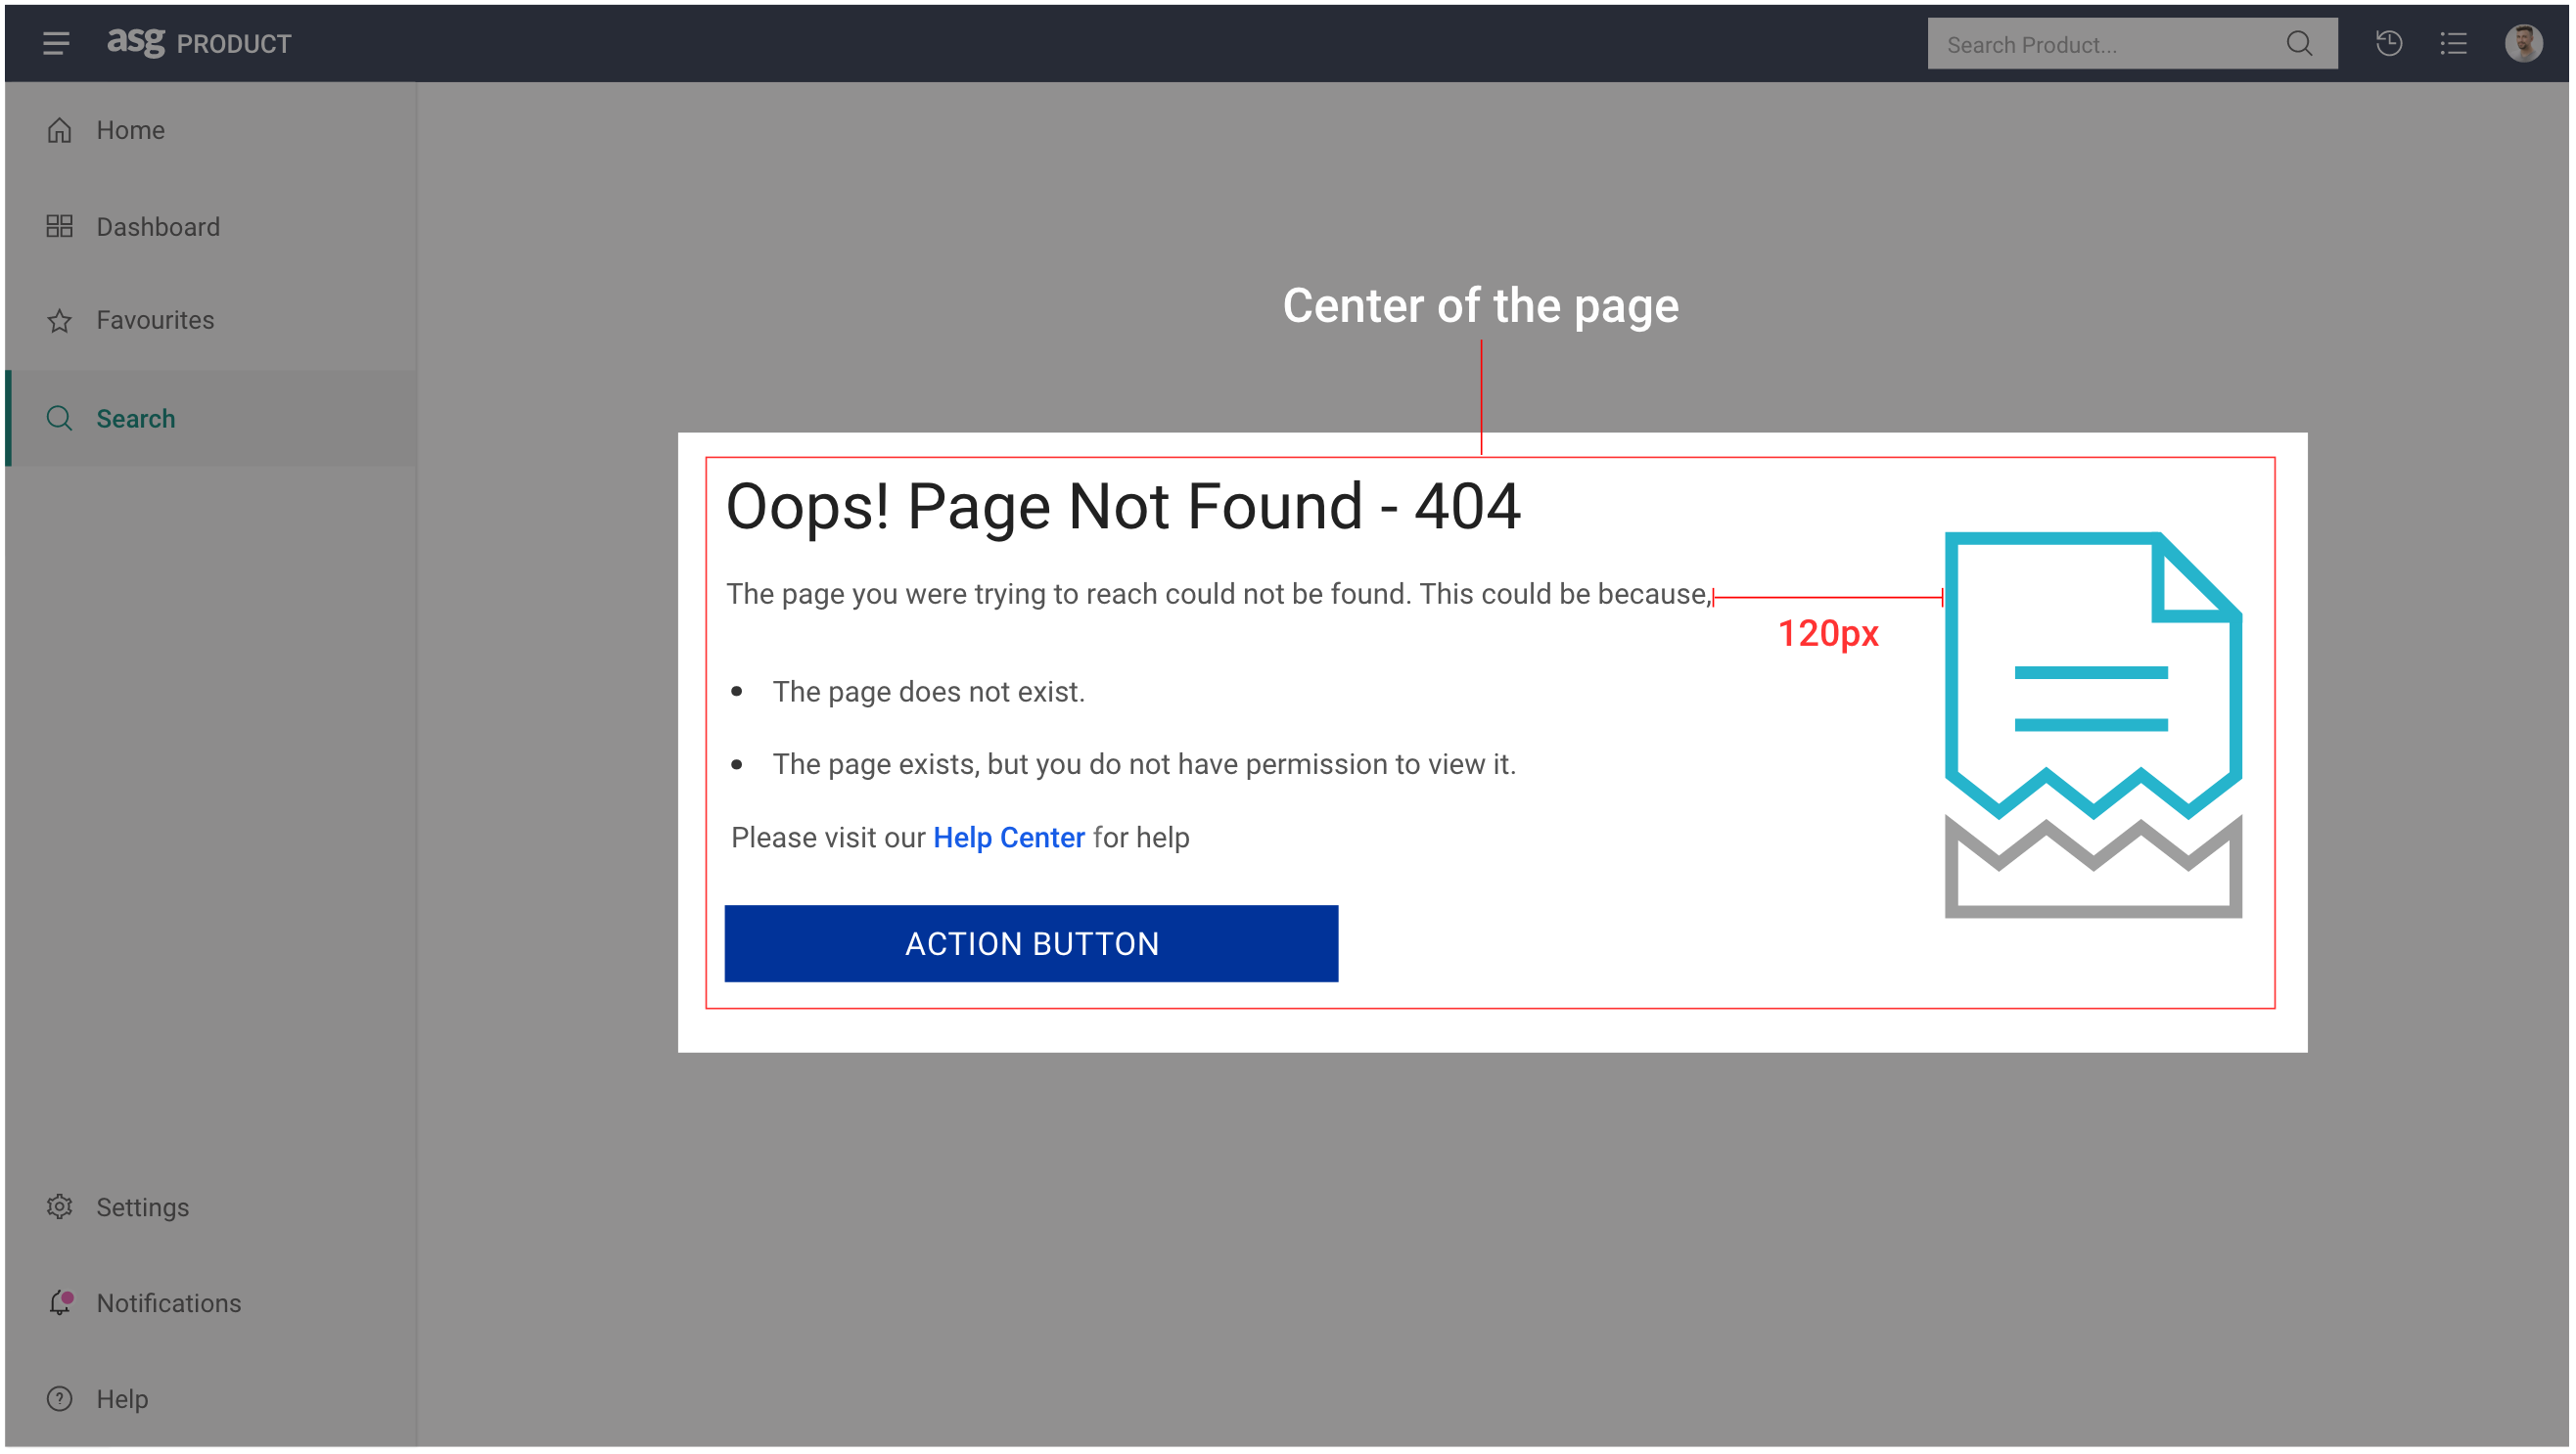 asg PRODUCT
Search Product...
Home
Dashboard
Favourites
Search
Settings
Notifications
? Help
Center of the page
Oops! Page Not Found - 404
The page you were trying to reach could not be found. This could be because,
120px
• The page does not exist.
• The page exists, but you do not have permission to view it.
Please visit our Help Center for help
ACTION BUTTON